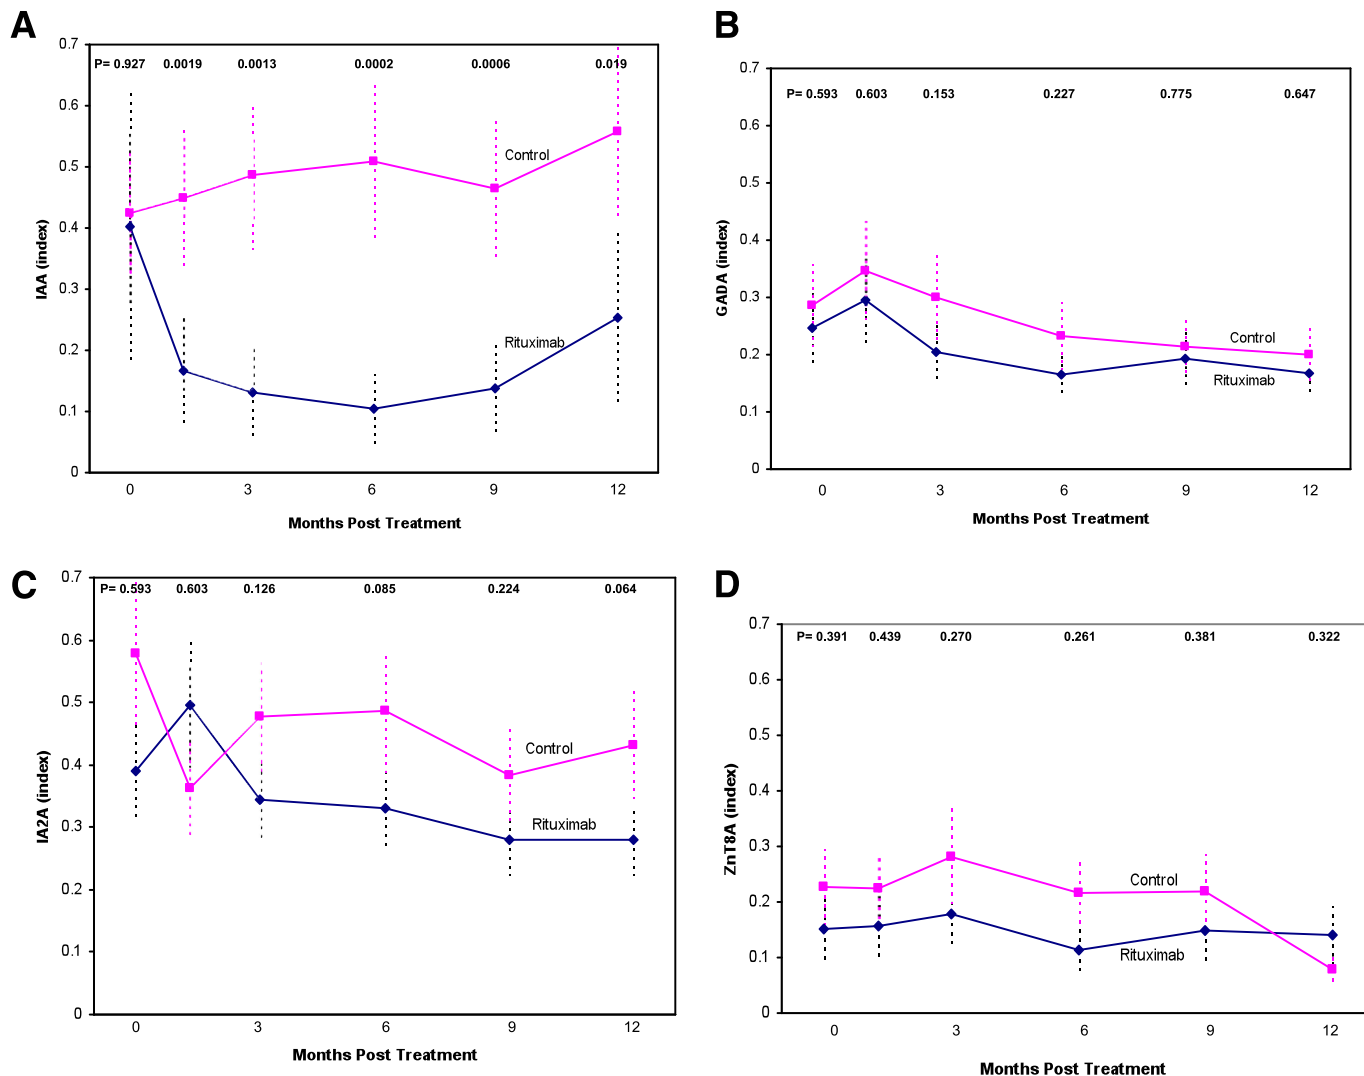 A
0.7
P= 0.927 0.0019 0.0013 0.0002 0.0006 0.019
0.6
0.5
0.4
0.3
0.2
0.1
0
IAA (index)
Control
Rituximab
0 3 6 9 12
Months Post Treatment
B
0.7
P= 0.593 0.603 0.153 0.227 0.775 0.647
0.6
0.5
0.4
0.3
0.2
0.1
0
GADA (index)
Control
Rituximab
0 3 6 9 12
Months Post Treatment
C
0.7
P= 0.593 0.603 0.126 0.085 0.224 0.064
0.6
0.5
0.4
0.3
0.2
0.1
0
IA2A (index)
Control
Rituximab
0 3 6 9 12
Months Post Treatment
D
0.7
P= 0.391 0.439 0.270 0.261 0.381 0.322
0.6
0.5
0.4
0.3
0.2
0.1
0
ZnT8A (index)
Control
Rituximab
0 3 6 9 12
Months Post Treatment